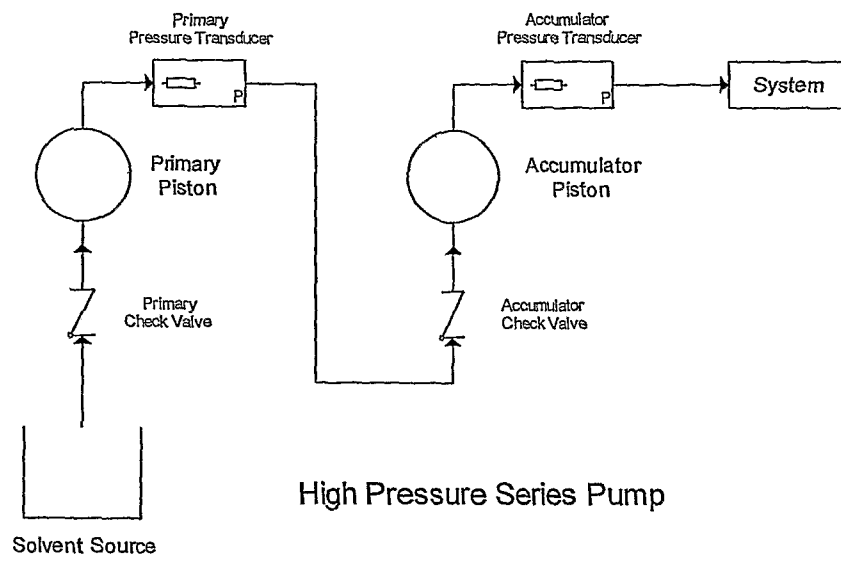 Primary
Pressure Transducer
P
Accumulator
Pressure Transducer
P
System
Primary
Piston
Accumulator
Piston
Primary
Check Valve
Accumulator
Check Valve
High Pressure Series Pump
Solvent Source